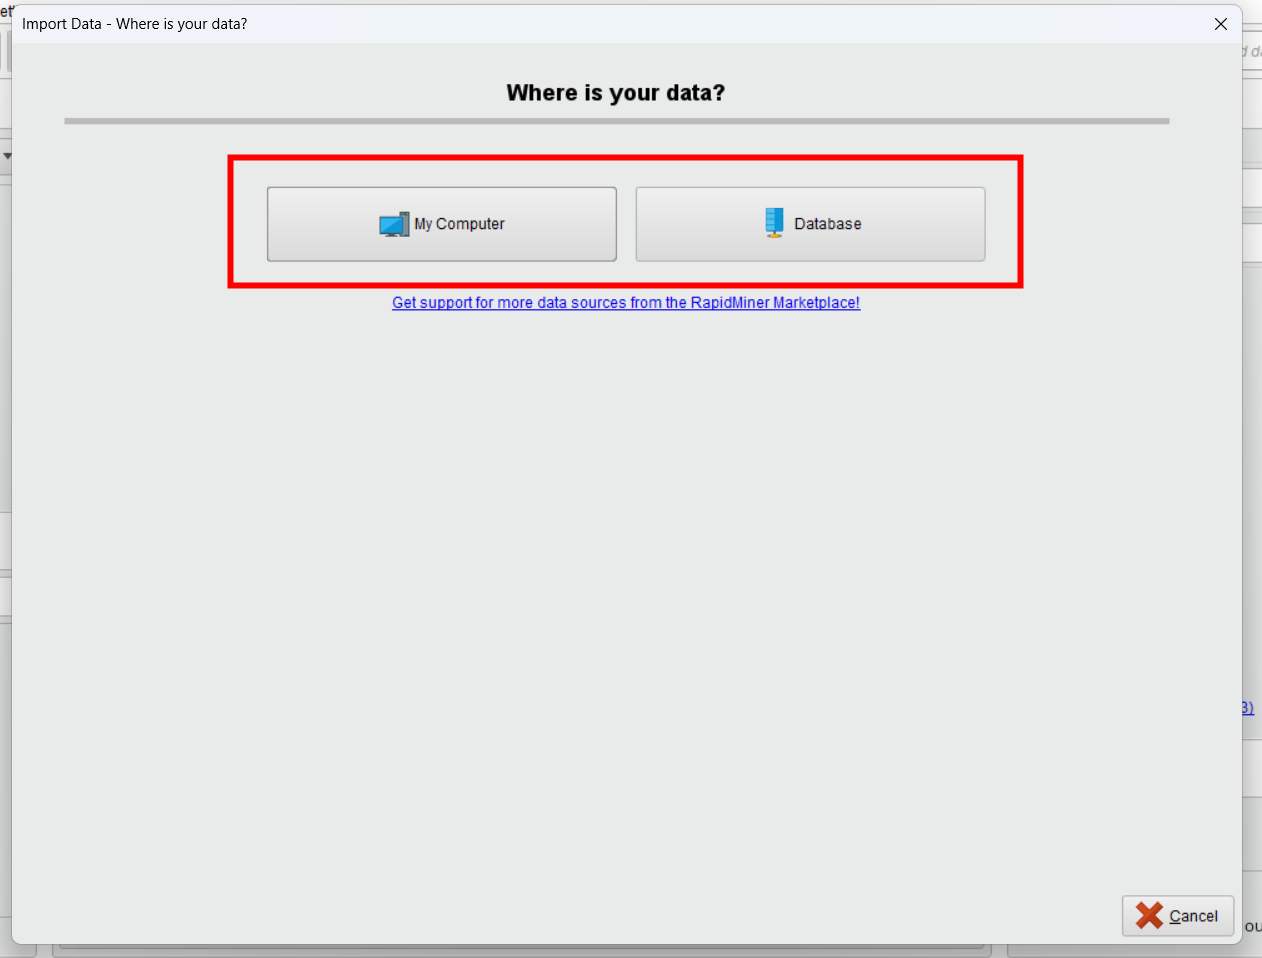 Import Data - Where is your data?
Where is your data?
My Computer
Database
Get support for more data sources from the RapidMiner Marketplace!
3)
Cancel